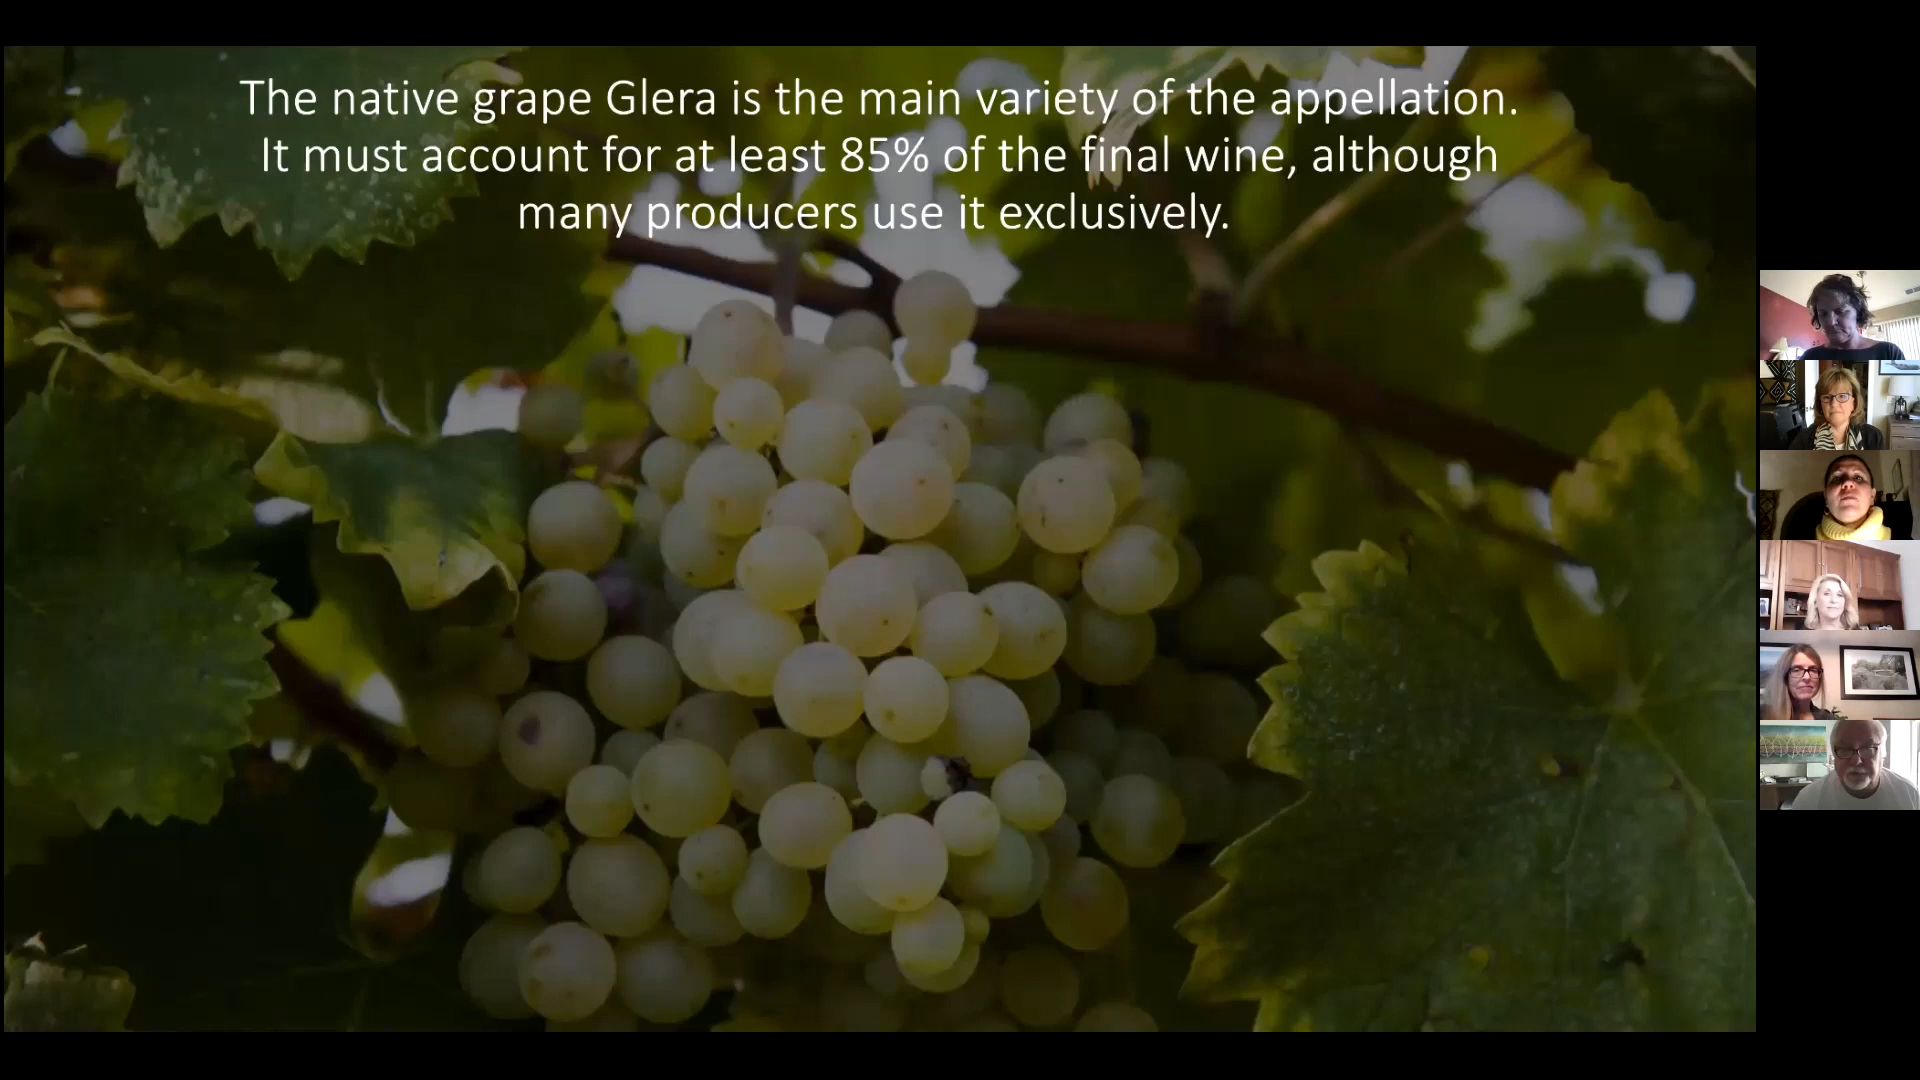 The native grape Glera is the main variety of the appellation.
It must account for at least 85% of the final wine, although
many producers use it exclusively.